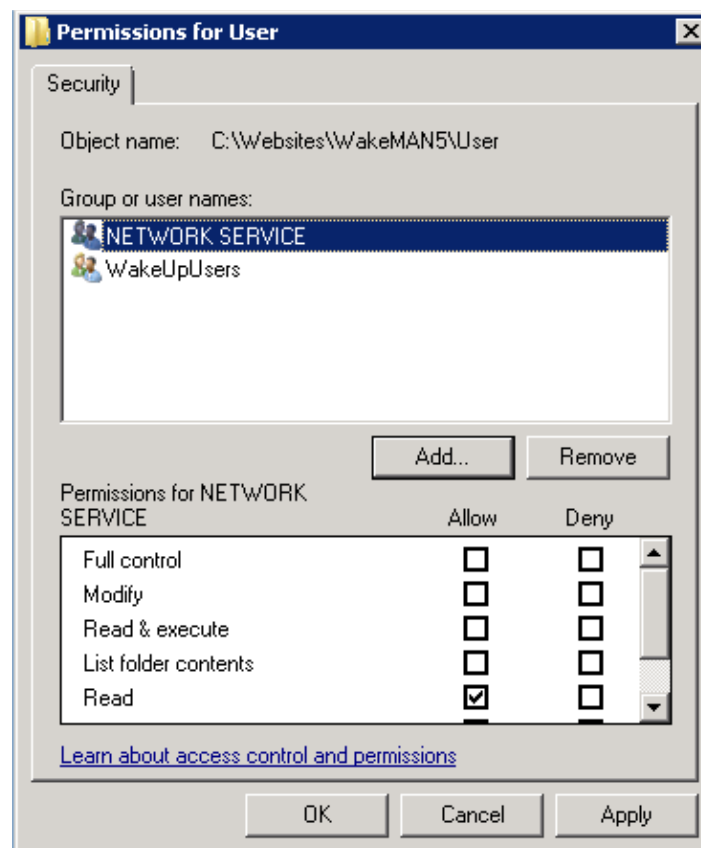 Permissions for User
Security
Object name: C:\Websites\WakeMAN5\User
Group or user names:
NETWORK SERVICE
WakeUpUsers
Add... Remove
Permissions for NETWORK
SERVICE Allow Deny
Full control
Modify
Read & execute
List folder contents
Read
Learn about access control and permissions
OK Cancel Apply